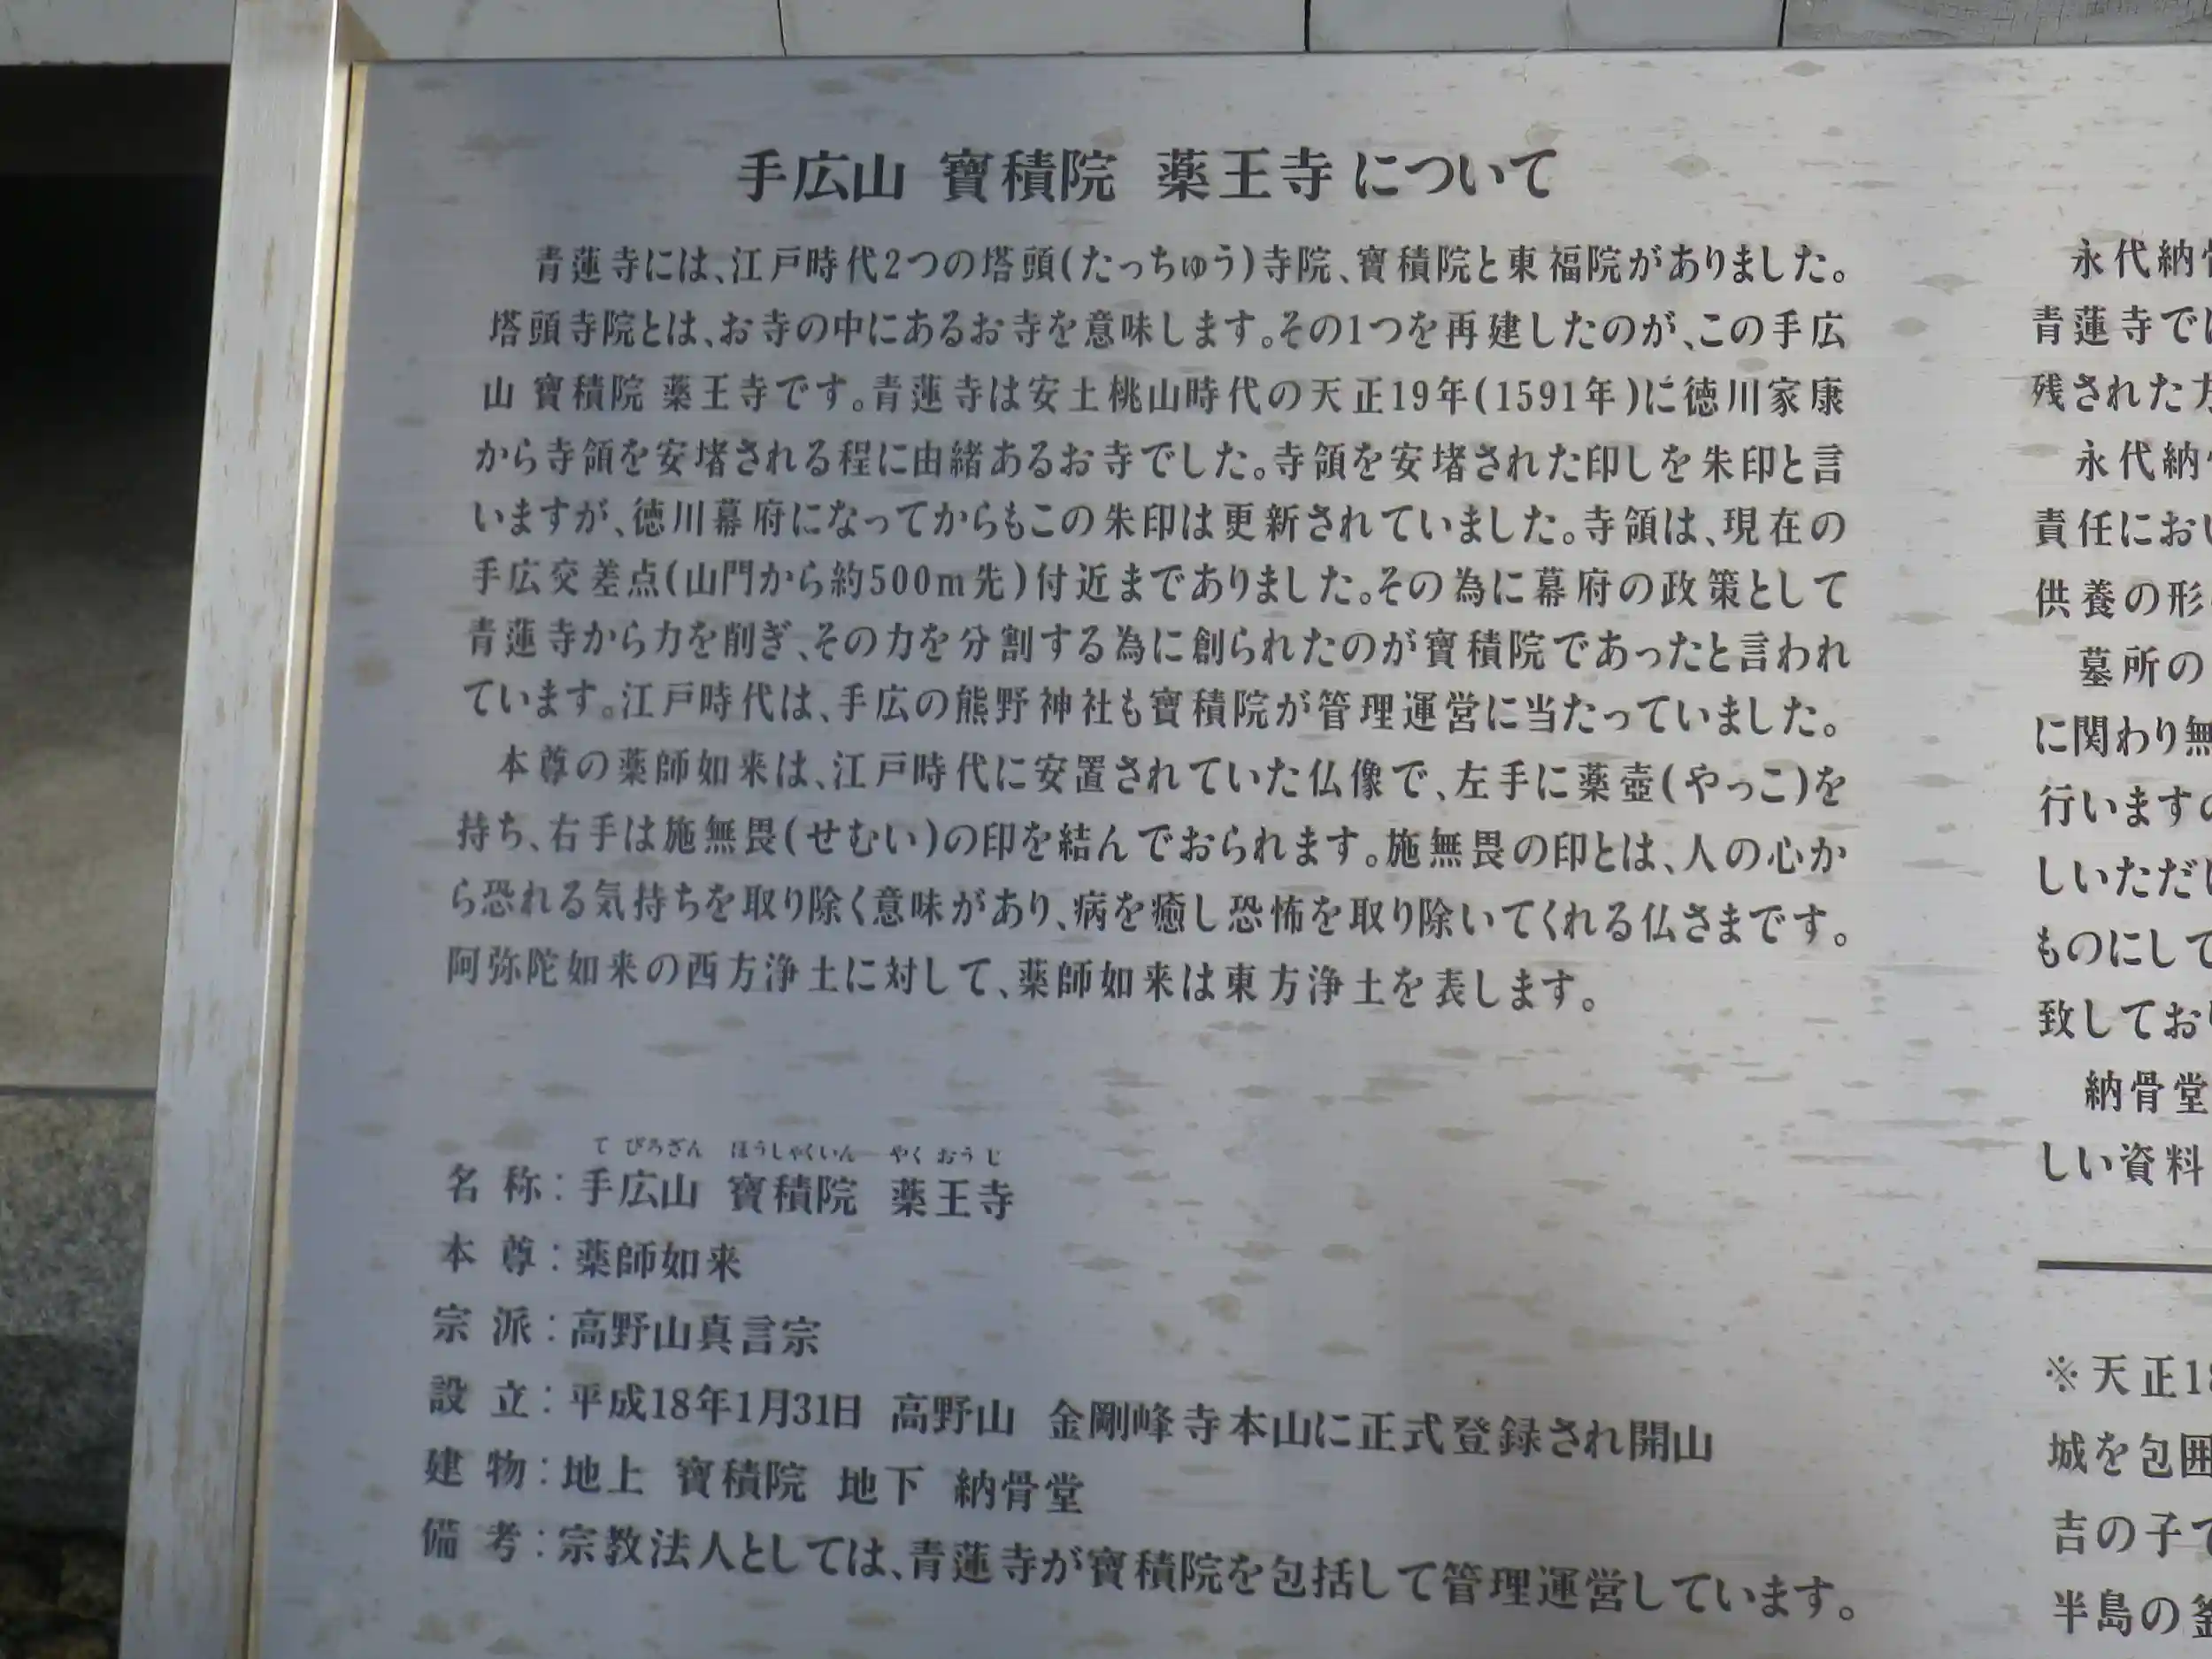 手広山 寶積院 薬王寺について
青蓮寺には、江戸時代2つの塔頭(たっちゅう)寺院、寶積院と東福院がありました。
塔頭寺院とは、お寺の中にあるお寺を意味します。その1つを再建したのが、この手広
山 寶積院 薬王寺です。青蓮寺は安土桃山時代の天正19年(1591年)に徳川家康
から寺領を安堵される程に由緒あるお寺でした。寺領を安堵された印しを朱印と言
いますが、徳川幕府になってからもこの朱印は更新されていました。寺領は、現在の
手広交差点(山門から約500m先)付近までありました。その為に幕府の政策として
青蓮寺から力を削ぎ、その力を分割する為に創られたのが寶積院であったと言われ
ています。江戸時代は、手広の熊野神社も寶積院が管理運営に当たっていました。
本尊の薬師如来は、江戸時代に安置されていた仏像で、左手に薬壺(やっこ)を
持ち、右手は施無畏(せむい)の印を結んでおられます。施無畏の印とは、人の心か
ら恐れる気持ちを取り除く意味があり、病を癒し恐怖を取り除いてくれる仏さまです。
阿弥陀如来の西方浄土に対して、薬師如来は東方浄土を表します。
てびろざん ほうしゃくいん やくおうじ
名 称：手広山 寶積院 薬王寺
本 尊：薬師如来
宗 派：高野山真言宗
設 立：平成18年1月31日 高野山 金剛峰寺本山に正式登録され開山
建 物：地上 寶積院 地下 納骨堂
備 考：宗教法人としては、青蓮寺が寶積院を包括して管理運営しています。
永代納
青蓮寺で
残された
永代納
責任にお
供養の形
墓所の
に関わり無
行いますの
しいただ
ものにして
致してお
納骨堂
しい資料
※天正18
城を包囲
吉の子で
半島の